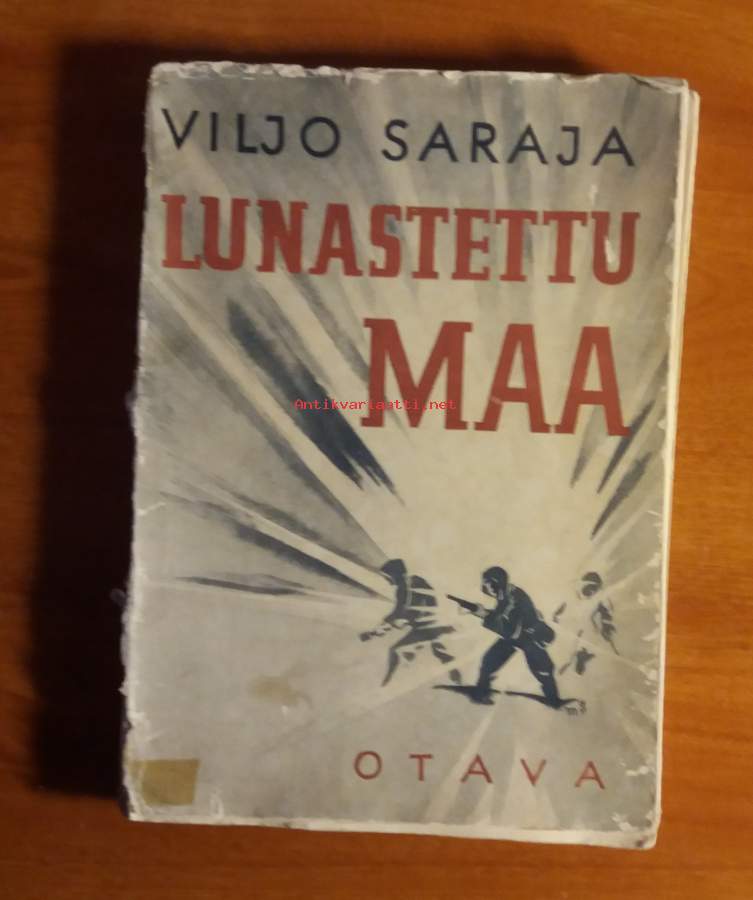 VILJO SARAJA
LUNASTETTU
MAA
Antikvariaatti.net
OTAVA